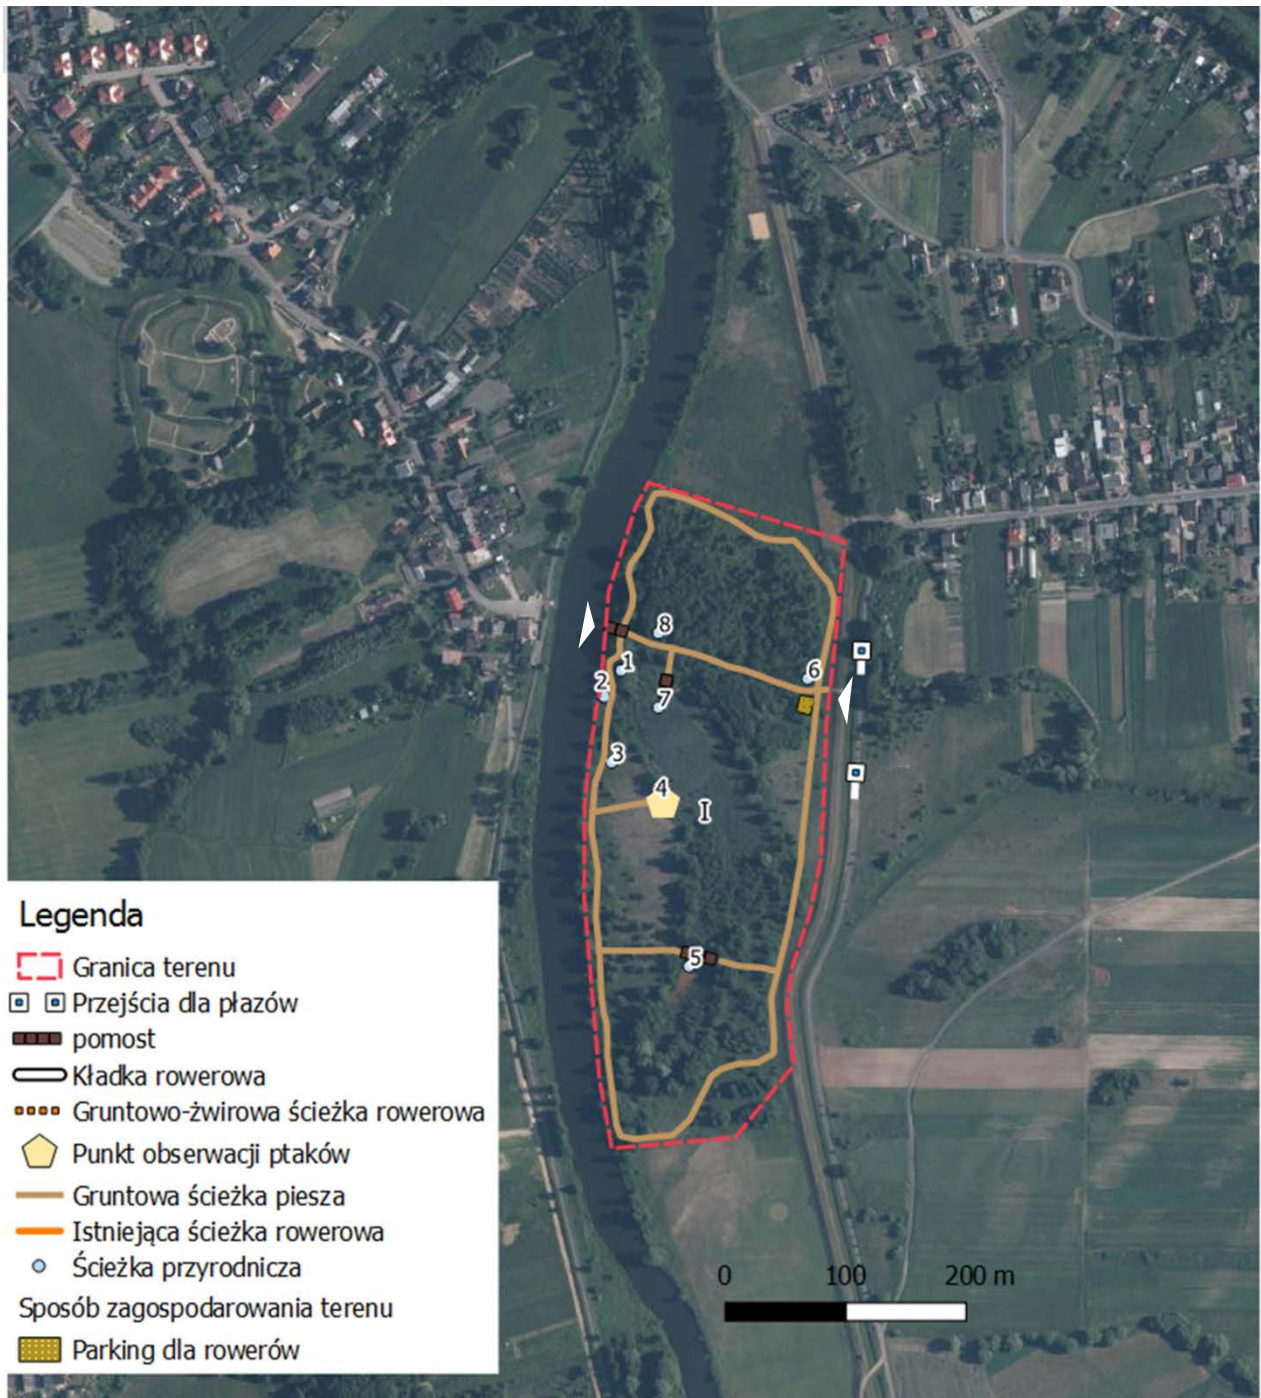 8
1
2
6
7
3
4
I
5
Legenda
Granica terenu
Przejścia dla płazów
pomost
Kładka rowerowa
Gruntowo-żwirowa ścieżka rowerowa
Punkt obserwacji ptaków
Gruntowa ścieżka piesza
Istniejąca ścieżka rowerowa
Ścieżka przyrodnicza
Sposób zagospodarowania terenu
Parking dla rowerów
0 100 200 m